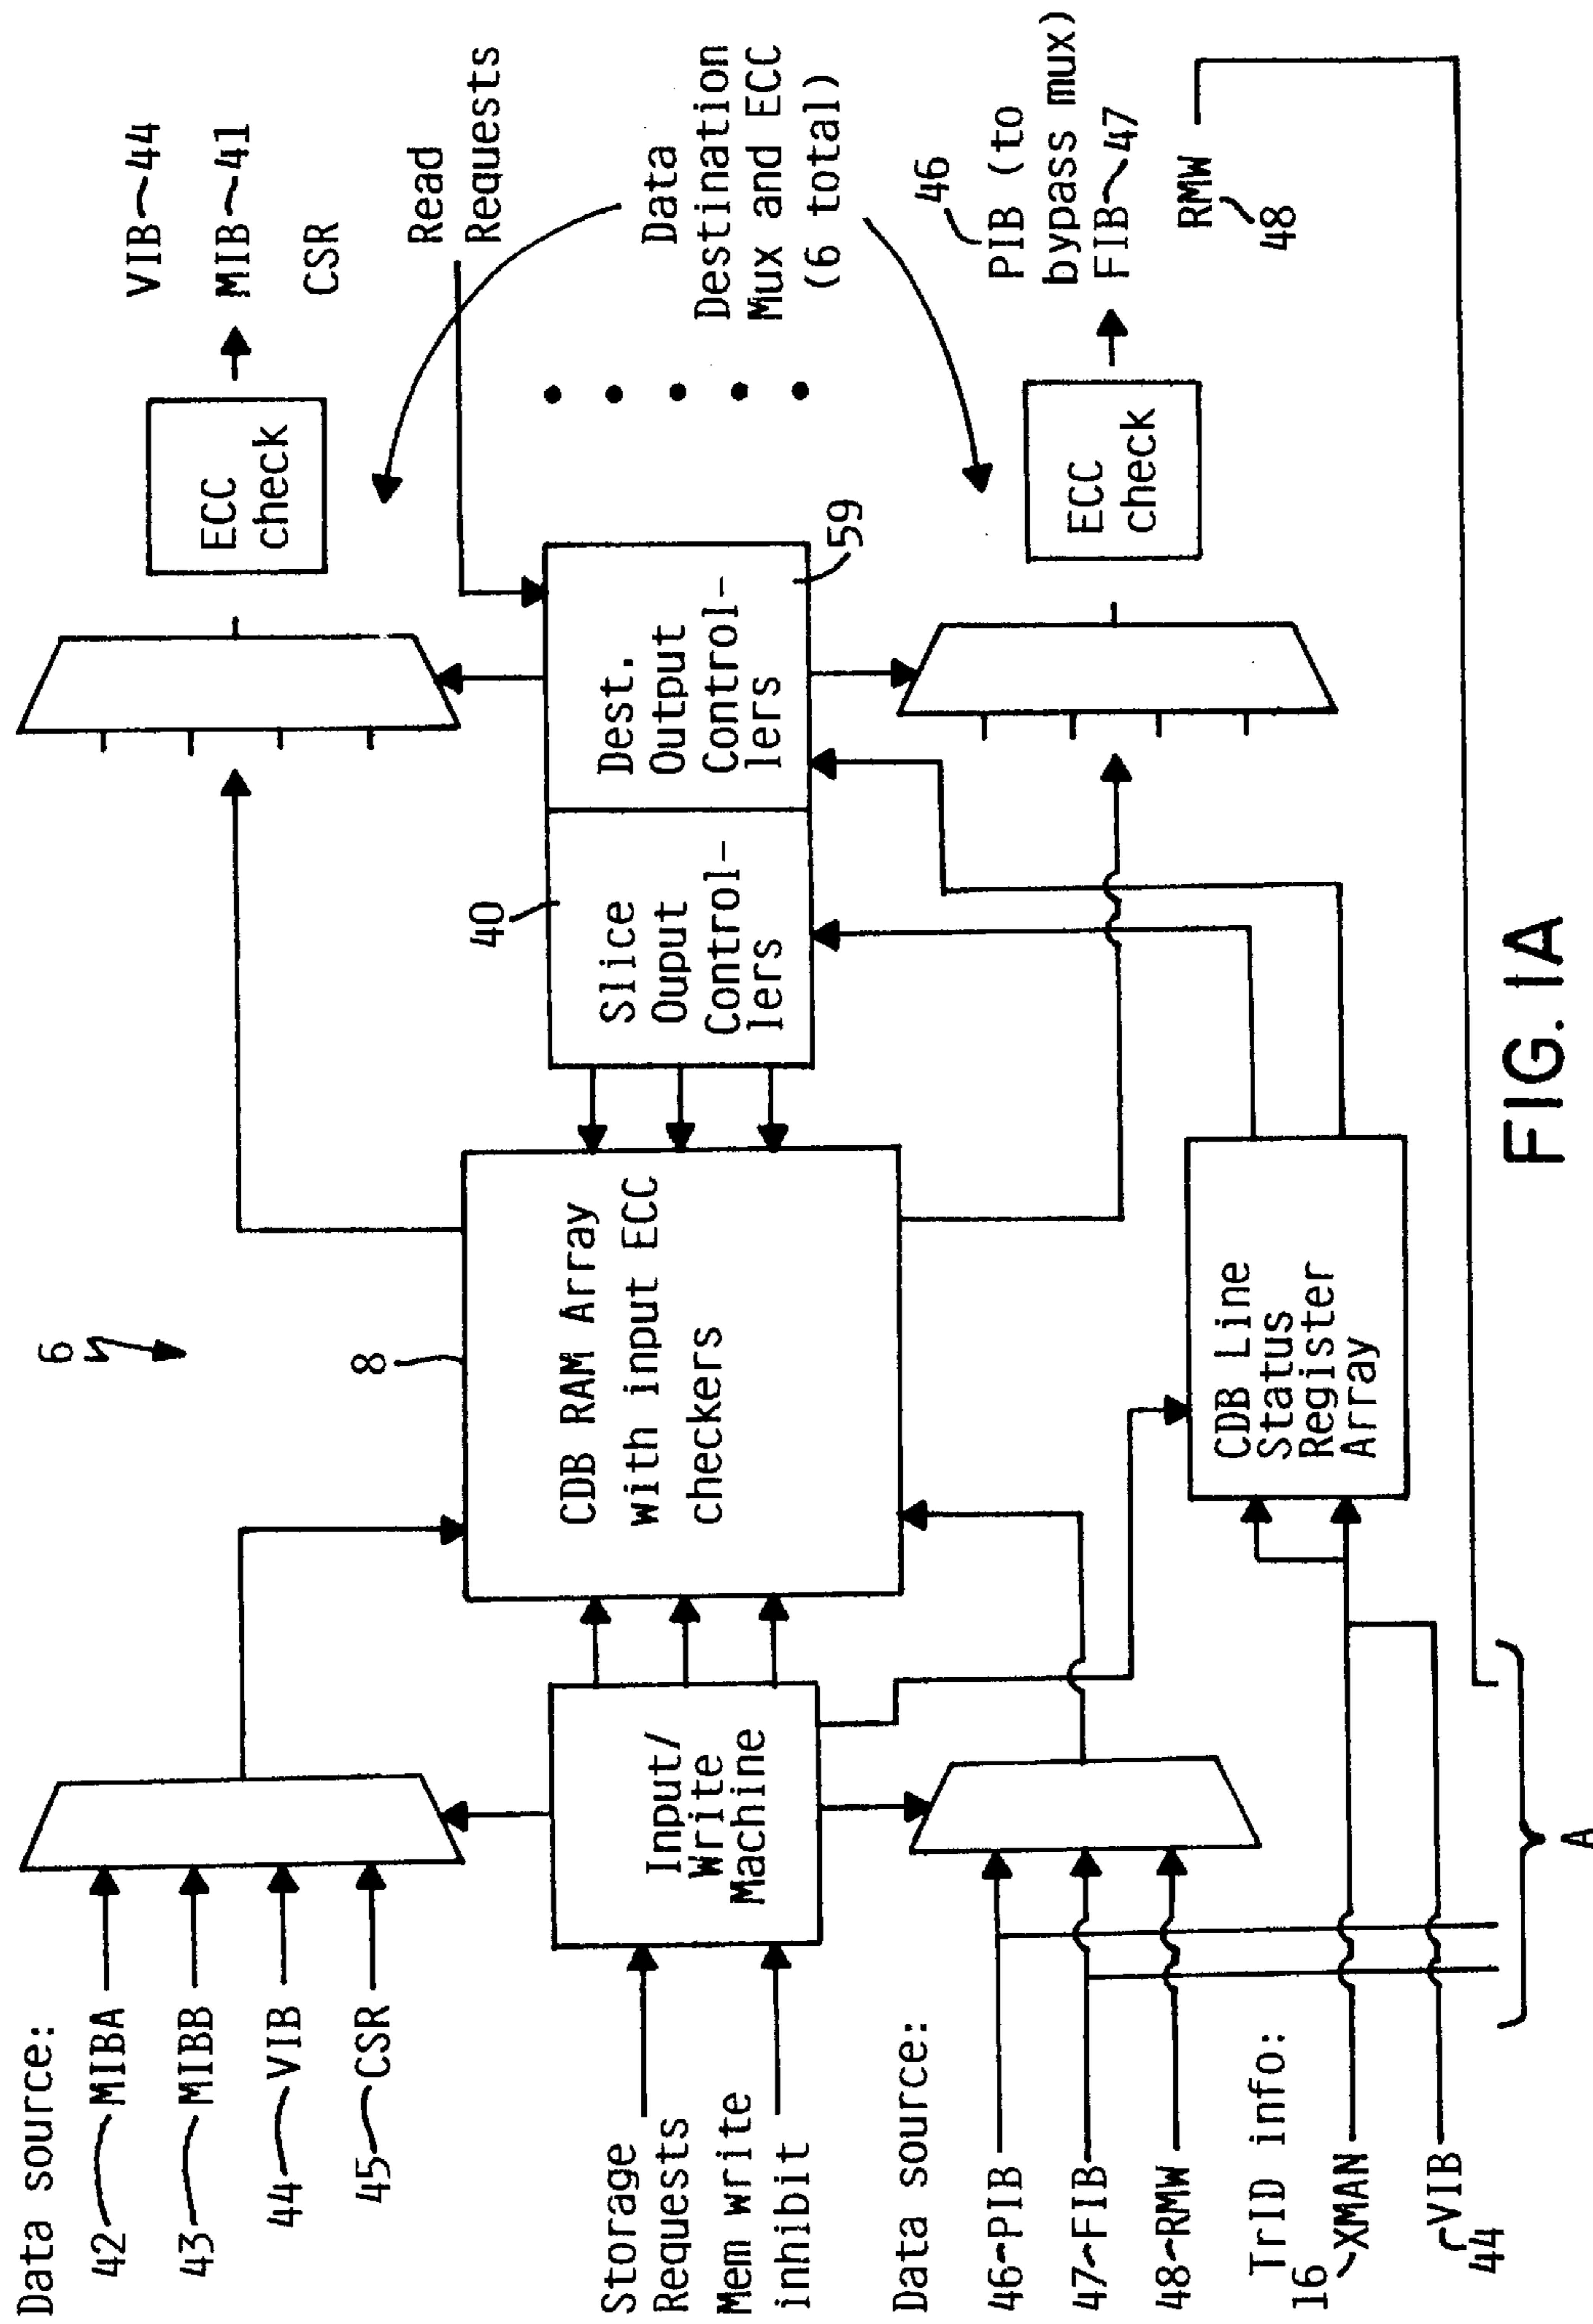 Data source:
42 MIBA
43 MIBB
44 VIB
45 CSR
Storage
Requests
Mem write
inhibit
Data source:
46 PIB
47 FIB
48 RMW
TrID info:
16 XMAN
VIB
44
Input/
Write
Machine
6
8
CDB RAM Array
with input ECC
checkers
CDB Line
Status
Register
Array
40
Slice
Ouput
Control-
lers
Dest.
Output
Control-
lers
59
ECC
check
VIB 44
MIB 41
CSR
Read
Requests
Data
Destination
Mux and ECC
(6 total)
ECC
check
46
PIB (to
bypass mux)
FIB 47
RMW
48
A
FIG. 1A